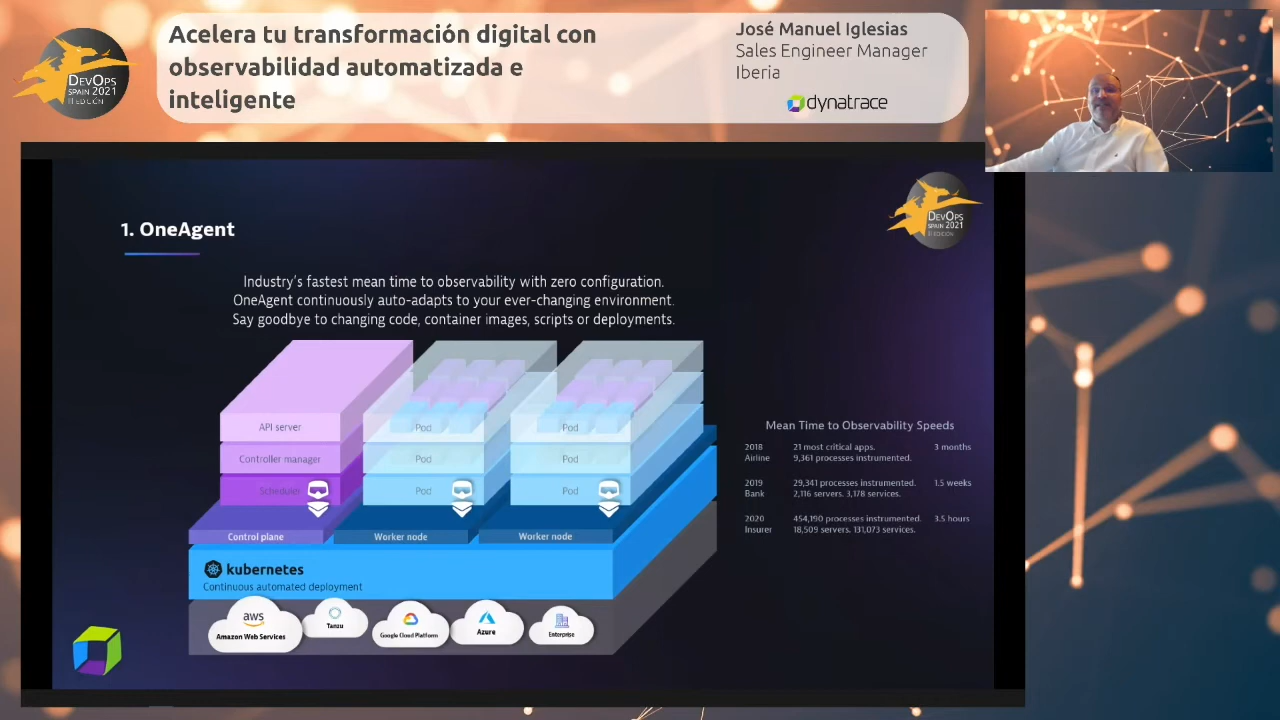 Acelera tu transformación digital con
observabilidad automatizada e
inteligente
José Manuel Iglesias
Sales Engineer Manager
Iberia
dynatrace
DevOps
SPAIN 2021
II EDICIÓN
DevOps
SPAIN 2021
II EDICIÓN
1. OneAgent
Industry's fastest mean time to observability with zero configuration.
OneAgent continuously auto-adapts to your ever-changing environment.
Say goodbye to changing code, container images, scripts or deployments.
API server
Pod
Pod
Controller manager
Pod
Pod
Scheduler
Pod
Pod
Control plane
Worker node
Worker node
kubernetes
Continuous automated deployment
aws
Amazon Web Services
Tanzu
Google Cloud Platform
Azure
Enterprise
Mean Time to Observability Speeds
2018 21 most critical apps. 3 months
Airline 9,361 processes instrumented.
2019 29,341 processes instrumented. 1.5 weeks
Bank 2,116 servers. 3,178 services.
2020 454,190 processes instrumented. 3.5 hours
Insurer 18,509 servers. 131,073 services.